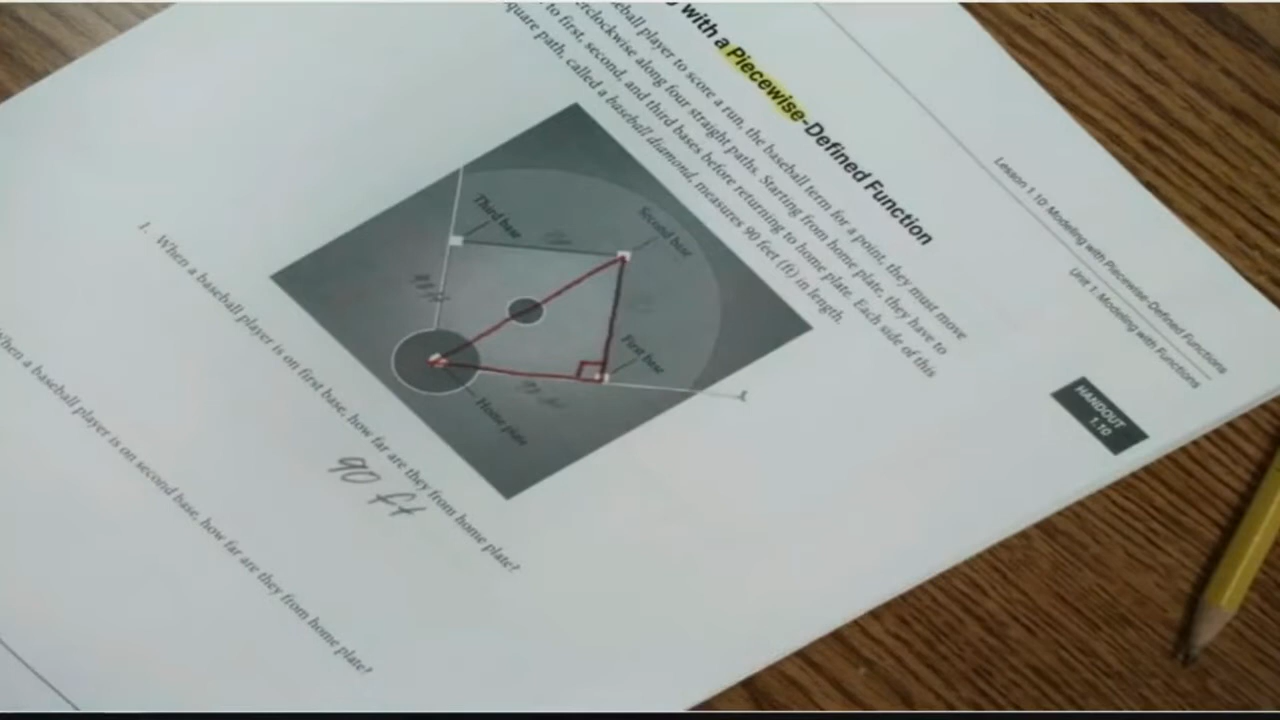 Lesson 1.10: Modeling with Piecewise-Defined Functions
Unit 1: Modeling with Functions
HANDOUT
1.10
with a Piecewise-Defined Function
player to score a run, the baseball term for a point, they must move
along four straight paths. Starting from home plate, they have to
to first, second, and third bases before returning to home plate. Each side of this
path, called a baseball diamond, measures 90 feet (ft) in length.
Second base
Third base
First base
Home plate
1. When a baseball player is on first base, how far are they from home plate?
90 ft
When a baseball player is on second base, how far are they from home plate?